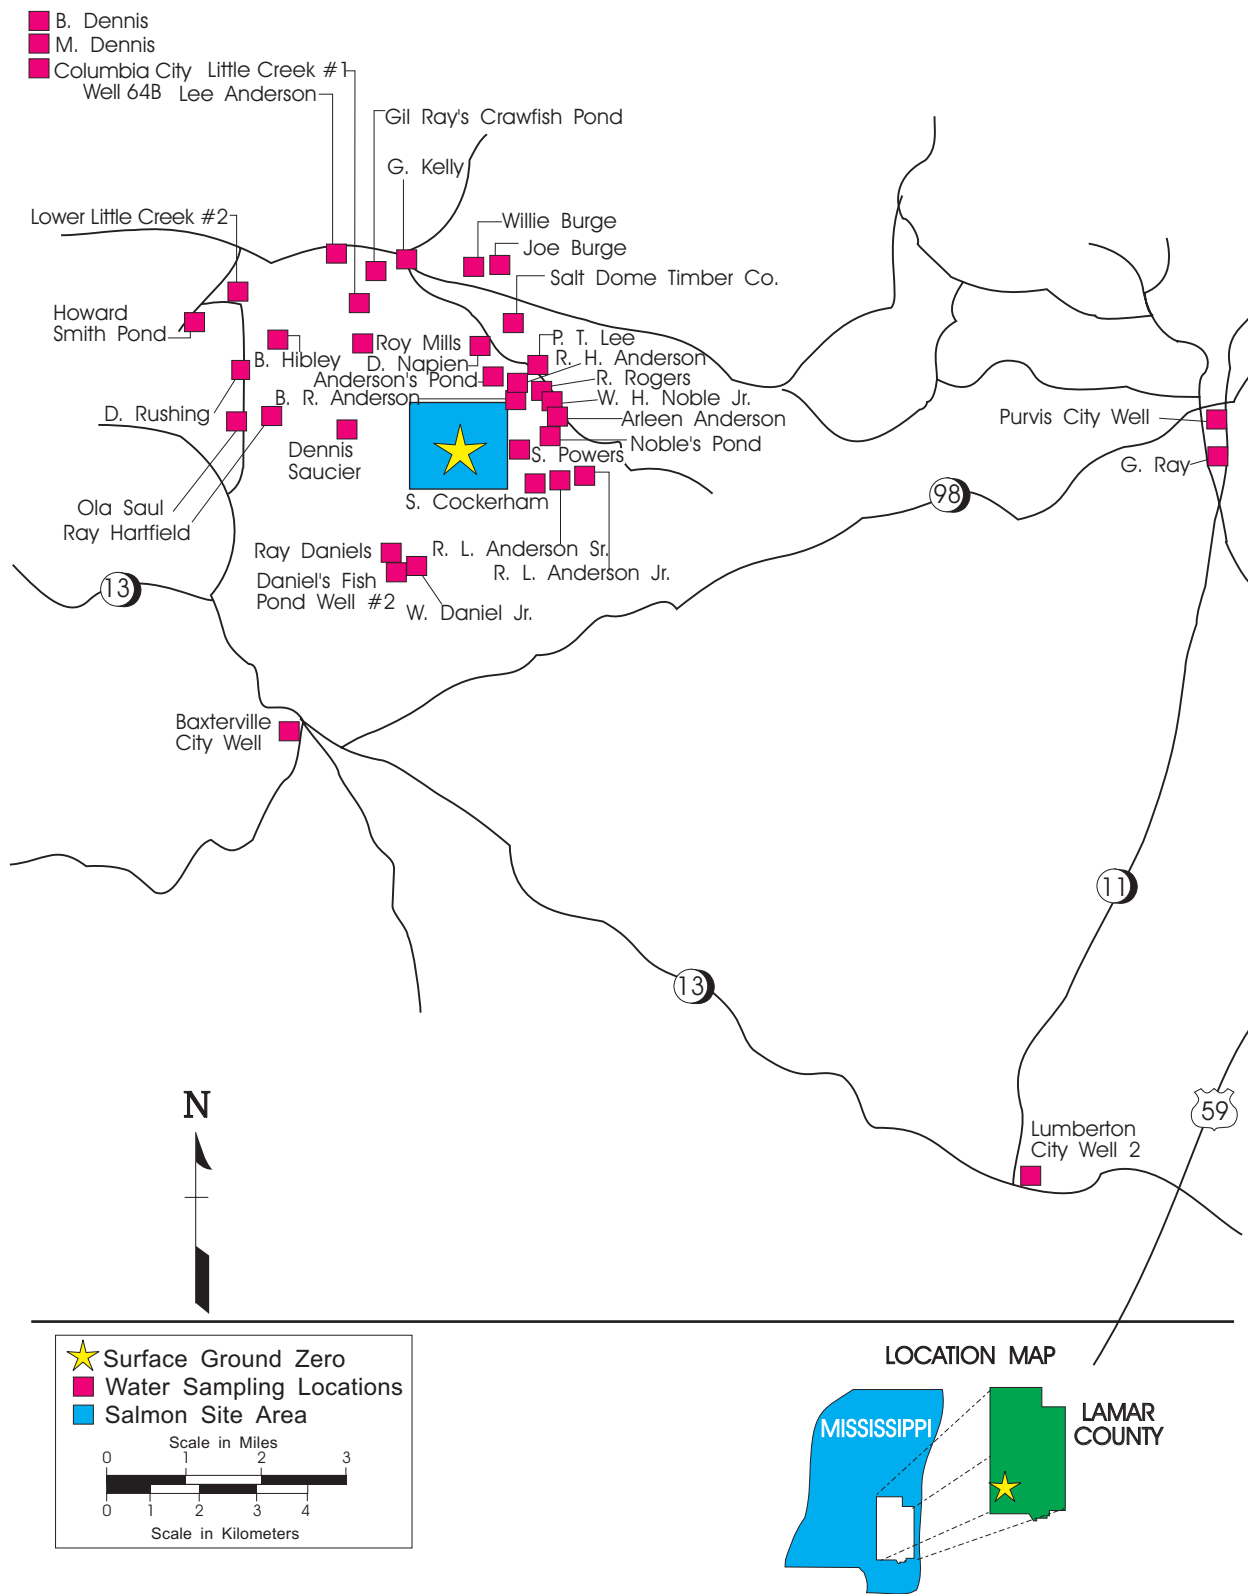 B. Dennis
M. Dennis
Columbia City
Well 64B
Little Creek #1
Lee Anderson
Gil Ray's Crawfish Pond
G. Kelly
Lower Little Creek #2
Willie Burge
Joe Burge
Salt Dome Timber Co.
Howard
Smith Pond
B. Hibley
Roy Mills
D. Napien
P. T. Lee
R. H. Anderson
Anderson's Pond
R. Rogers
B. R. Anderson
W. H. Noble Jr.
D. Rushing
Arleen Anderson
Purvis City Well
Dennis
Saucier
Noble's Pond
S. Powers
G. Ray
S. Cockerham
98
Ola Saul
Ray Hartfield
Ray Daniels
R. L. Anderson Sr.
R. L. Anderson Jr.
Daniel's Fish
Pond Well #2
W. Daniel Jr.
13
Baxterville
City Well
11
13
N
59
Lumberton
City Well 2
Surface Ground Zero
Water Sampling Locations
Salmon Site Area
Scale in Miles
0 1 2 3
0 1 2 3 4
Scale in Kilometers
LOCATION MAP
MISSISSIPPI
LAMAR
COUNTY